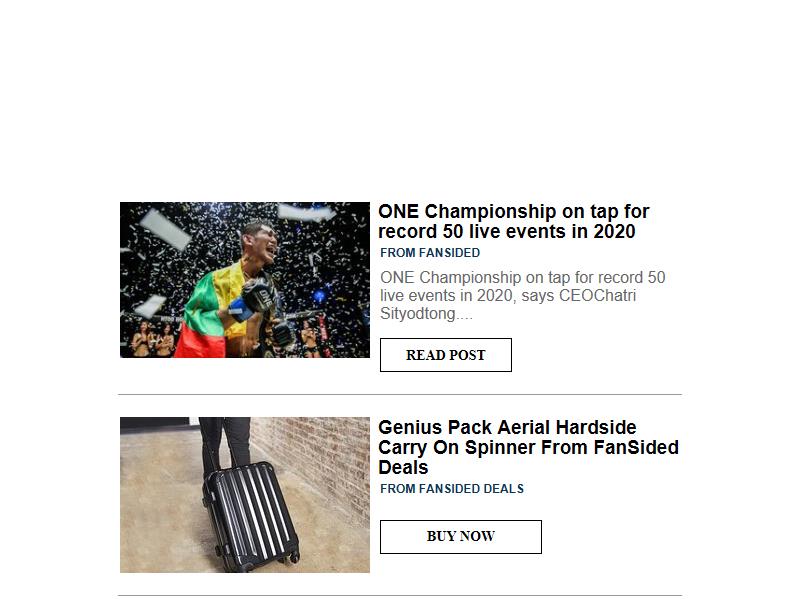 ONE Championship on tap for
record 50 live events in 2020
FROM FANSIDED
ONE Championship on tap for record 50
live events in 2020, says CEOChatri
Sityodtong....
READ POST
Genius Pack Aerial Hardside
Carry On Spinner From FanSided
Deals
FROM FANSIDED DEALS
BUY NOW